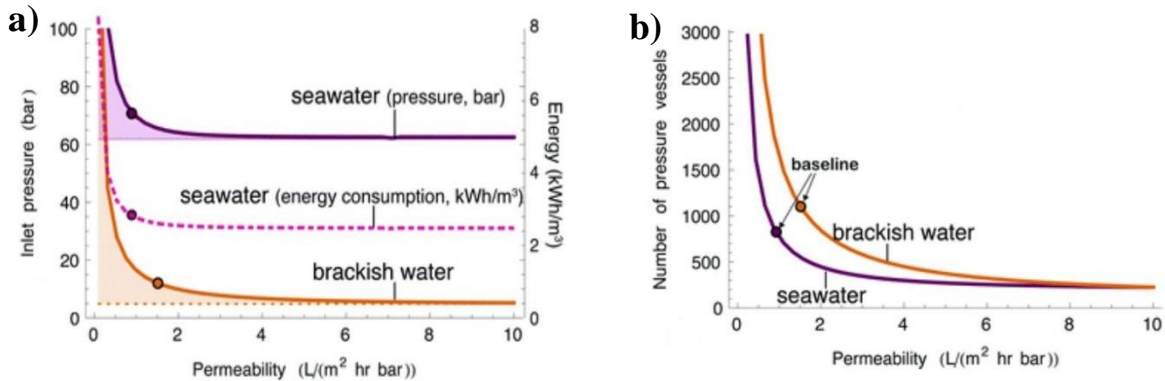 a)
100
80
60
40
20
0
Inlet pressure (bar)
8
6
4
2
0
Energy (kWh/m³)
seawater (pressure, bar)
seawater (energy consumption, kWh/m³)
brackish water
0 2 4 6 8 10
Permeability (L/(m² hr bar))
b)
3000
2500
2000
1500
1000
500
0
Number of pressure vessels
baseline
brackish water
seawater
0 2 4 6 8 10
Permeability (L/(m² hr bar))